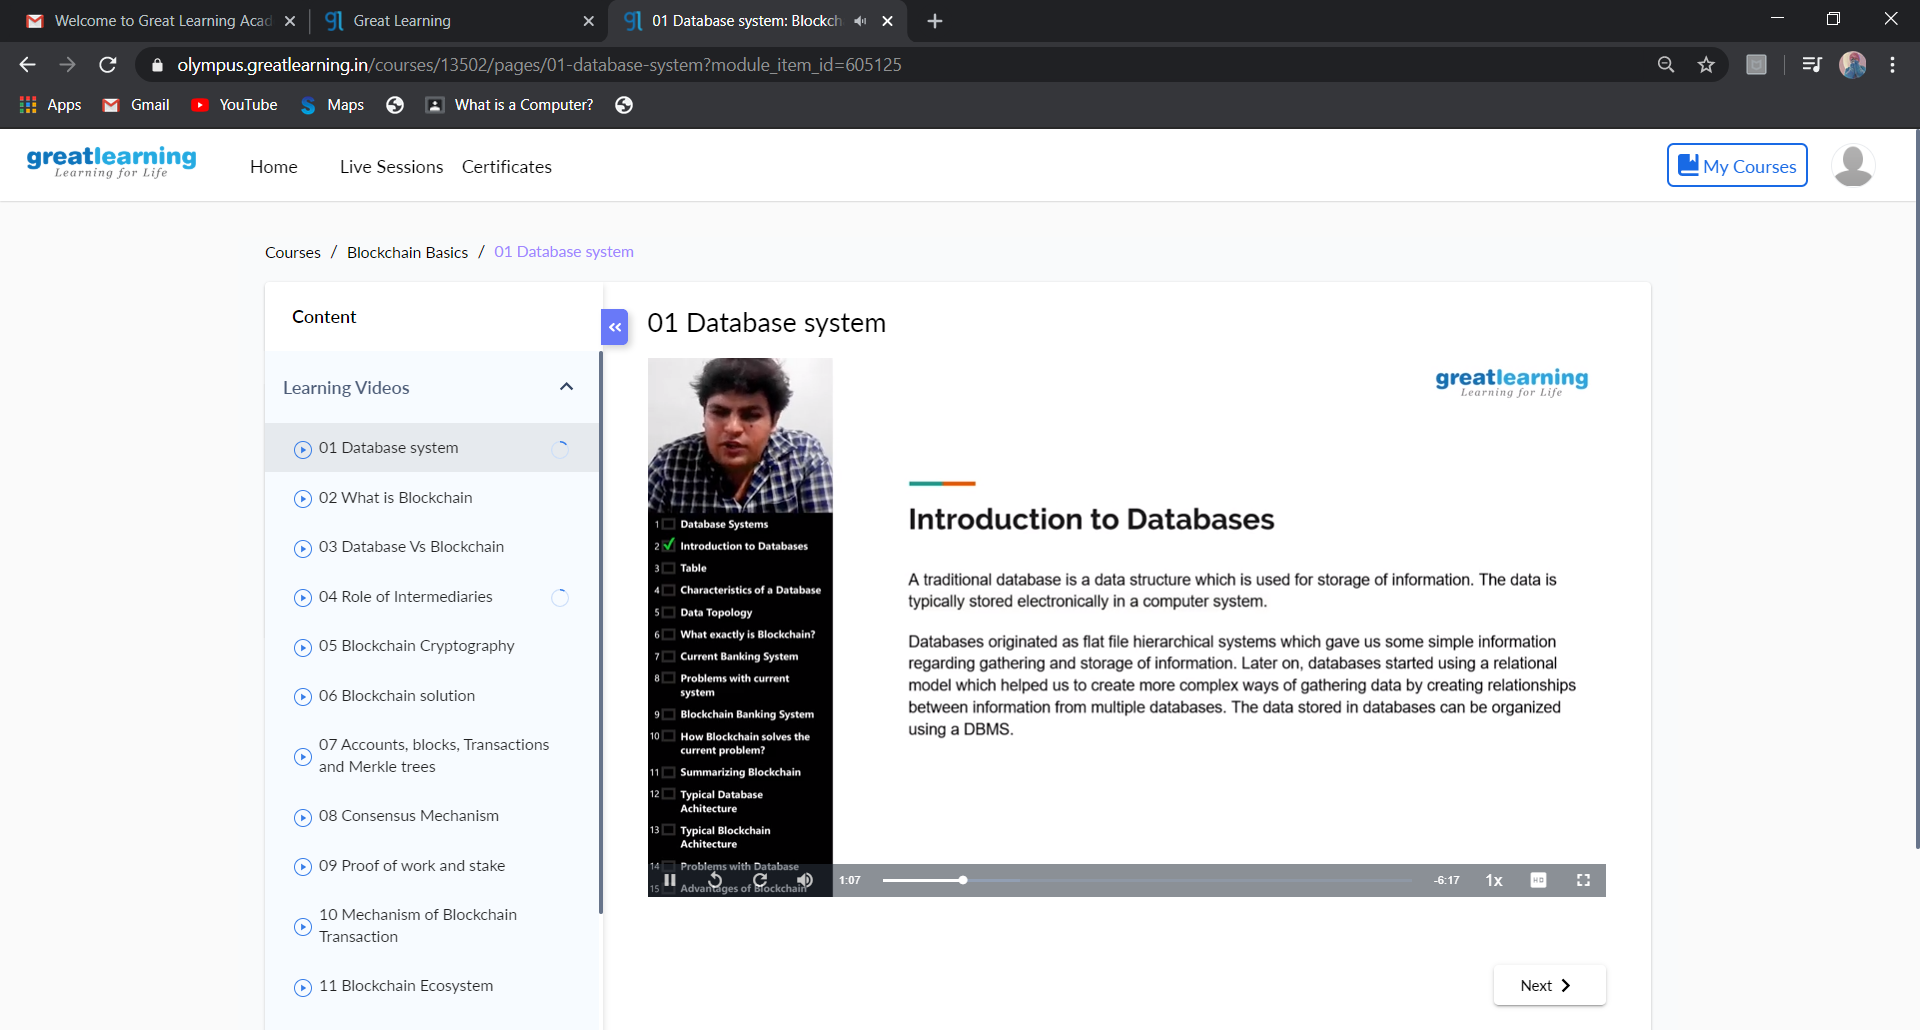 Welcome to Great Learning Acad
Great Learning
01 Database system: Blockch
olympus.greatlearning.in/courses/13502/pages/01-database-system?module_item_id=605125
Apps
Gmail
YouTube
Maps
What is a Computer?
greatlearning
Learning for Life
Home
Live Sessions
Certificates
My Courses
Courses / Blockchain Basics / 01 Database system
Content
Learning Videos
01 Database system
02 What is Blockchain
03 Database Vs Blockchain
04 Role of Intermediaries
05 Blockchain Cryptography
06 Blockchain solution
07 Accounts, blocks, Transactions
and Merkle trees
08 Consensus Mechanism
09 Proof of work and stake
10 Mechanism of Blockchain
Transaction
11 Blockchain Ecosystem
01 Database system
1 Database Systems
2 Introduction to Databases
3 Table
4 Characteristics of a Database
5 Data Topology
6 What exactly is Blockchain?
7 Current Banking System
8 Problems with current
system
9 Blockchain Banking System
10 How Blockchain solves the
current problem?
11 Summarizing Blockchain
12 Typical Database
Achitecture
13 Typical Blockchain
Achitecture
14 Problems with Database
15 Advantages of Blockchain
greatlearning
Learning for Life
Introduction to Databases
A traditional database is a data structure which is used for storage of information. The data is
typically stored electronically in a computer system.
Databases originated as flat file hierarchical systems which gave us some simple information
regarding gathering and storage of information. Later on, databases started using a relational
model which helped us to create more complex ways of gathering data by creating relationships
between information from multiple databases. The data stored in databases can be organized
using a DBMS.
1:07
-6:17
1x
HD
Next